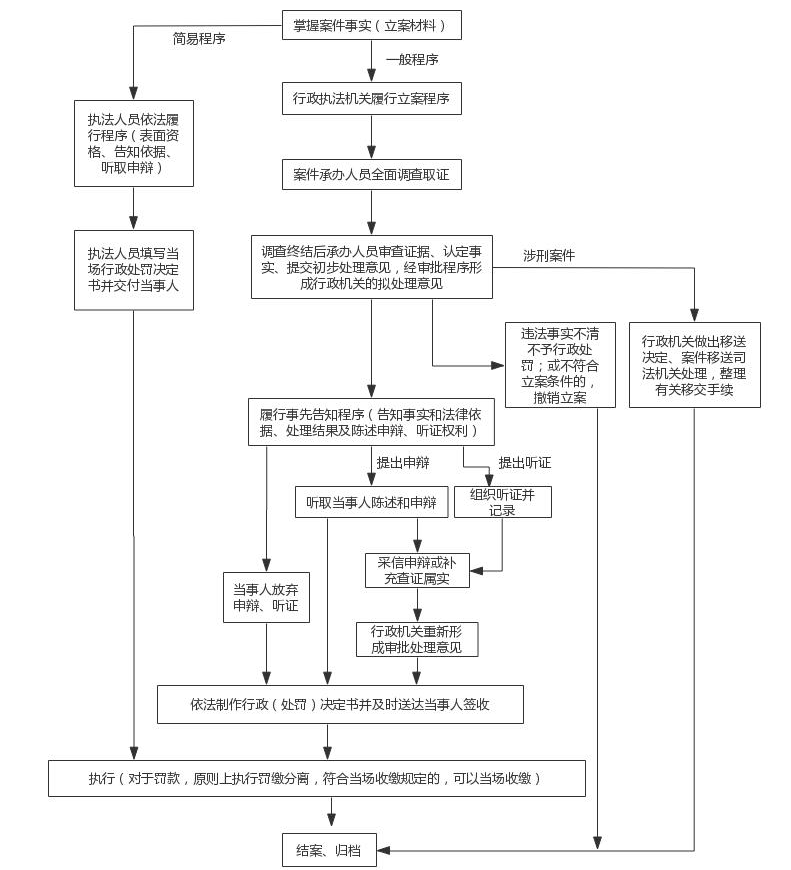 掌握案件事实（立案材料）
简易程序
一般程序
行政执法机关履行立案程序
执法人员依法履
行程序（表面资
格、告知依据、
听取申辩）
案件承办人员全面调查取证
执法人员填写当
场行政处罚决定
书并交付当事人
调查终结后承办人员审查证据、认定事
实、提交初步处理意见，经审批程序形
成行政机关的拟处理意见
涉刑案件
违法事实不清
不予行政处
罚；或不符合
立案条件的，
撤销立案
行政机关做出移送
决定、案件移送司
法机关处理，整理
有关移交手续
履行事先告知程序（告知事实和法律依
据、处理结果及陈述申辩、听证权利）
提出申辩
提出听证
听取当事人陈述和申辩
组织听证并
记录
采信申辩或补
充查证属实
当事人放弃
申辩、听证
行政机关重新形
成审批处理意见
依法制作行政（处罚）决定书并及时送达当事人签收
执行（对于罚款，原则上执行罚缴分离，符合当场收缴规定的，可以当场收缴）
结案、归档